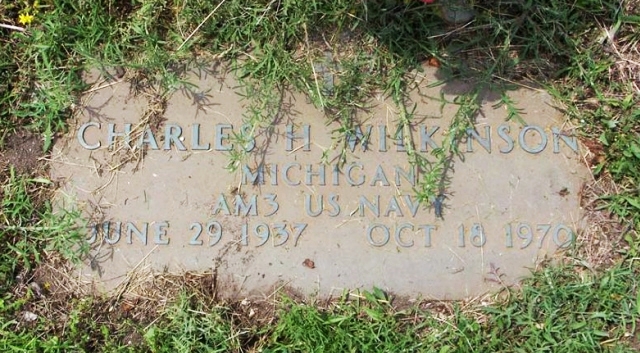 CHARLES H WILKINSON
MICHIGAN
AM3 US NAVY
JUNE 29 1937 OCT 18 1970